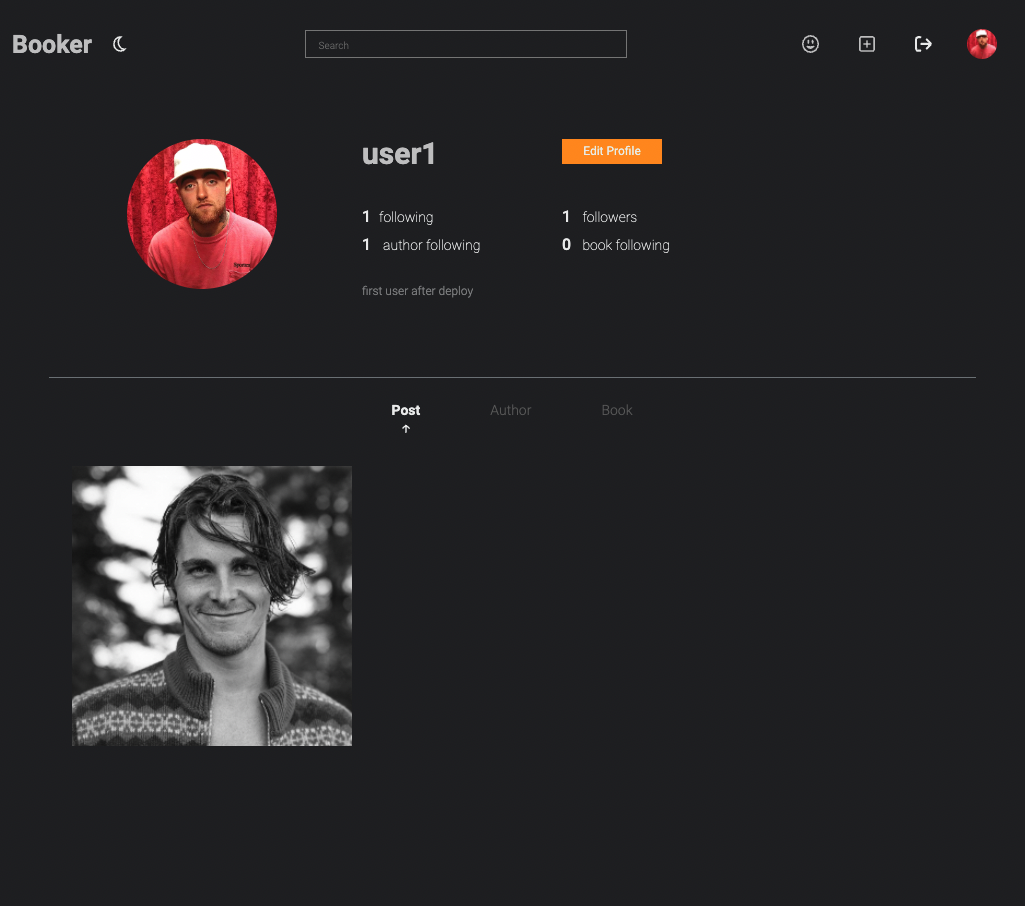 Booker
Search
user1
Edit Profile
1 following
1 followers
1 author following
0 book following
first user after deploy
Post
Author
Book